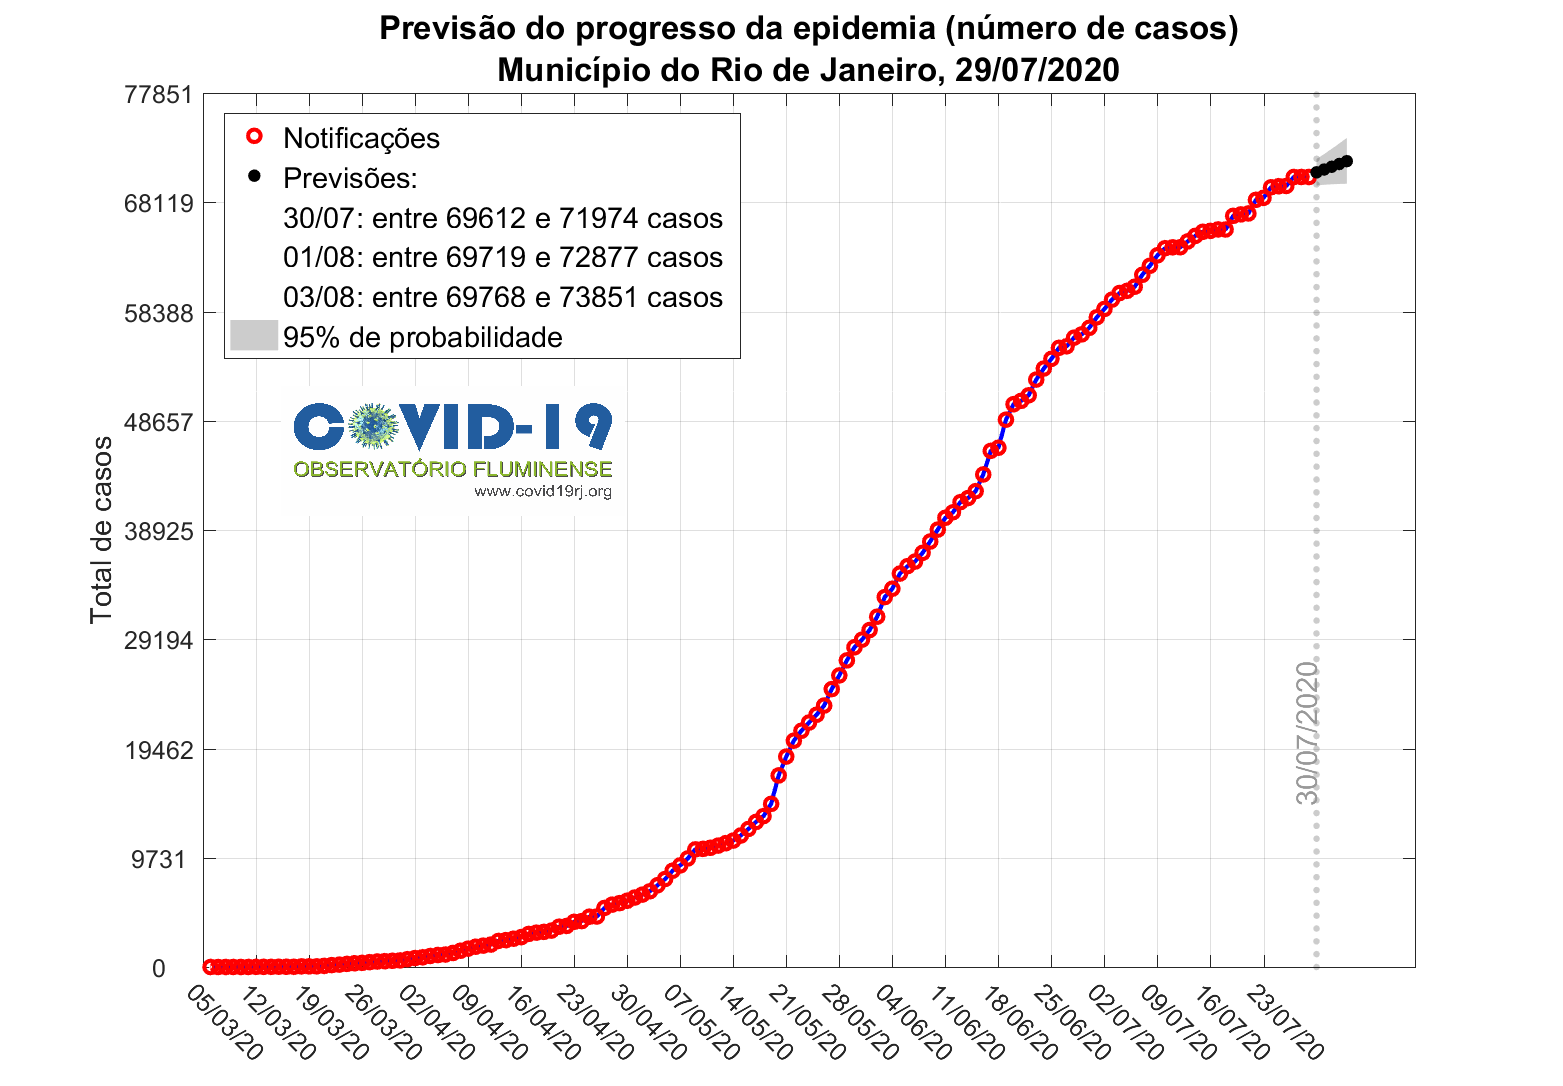 Previsão do progresso da epidemia (número de casos)
Município do Rio de Janeiro, 29/07/2020
77851
68119
58388
48657
38925
29194
19462
9731
0
Total de casos
Notificações
Previsões:
30/07: entre 69612 e 71974 casos
01/08: entre 69719 e 72877 casos
03/08: entre 69768 e 73851 casos
95% de probabilidade
COVID-19
OBSERVATÓRIO FLUMINENSE
www.covid19rj.org
30/07/2020
05/03/20
12/03/20
19/03/20
26/03/20
02/04/20
09/04/20
16/04/20
23/04/20
30/04/20
07/05/20
14/05/20
21/05/20
28/05/20
04/06/20
11/06/20
18/06/20
25/06/20
02/07/20
09/07/20
16/07/20
23/07/20